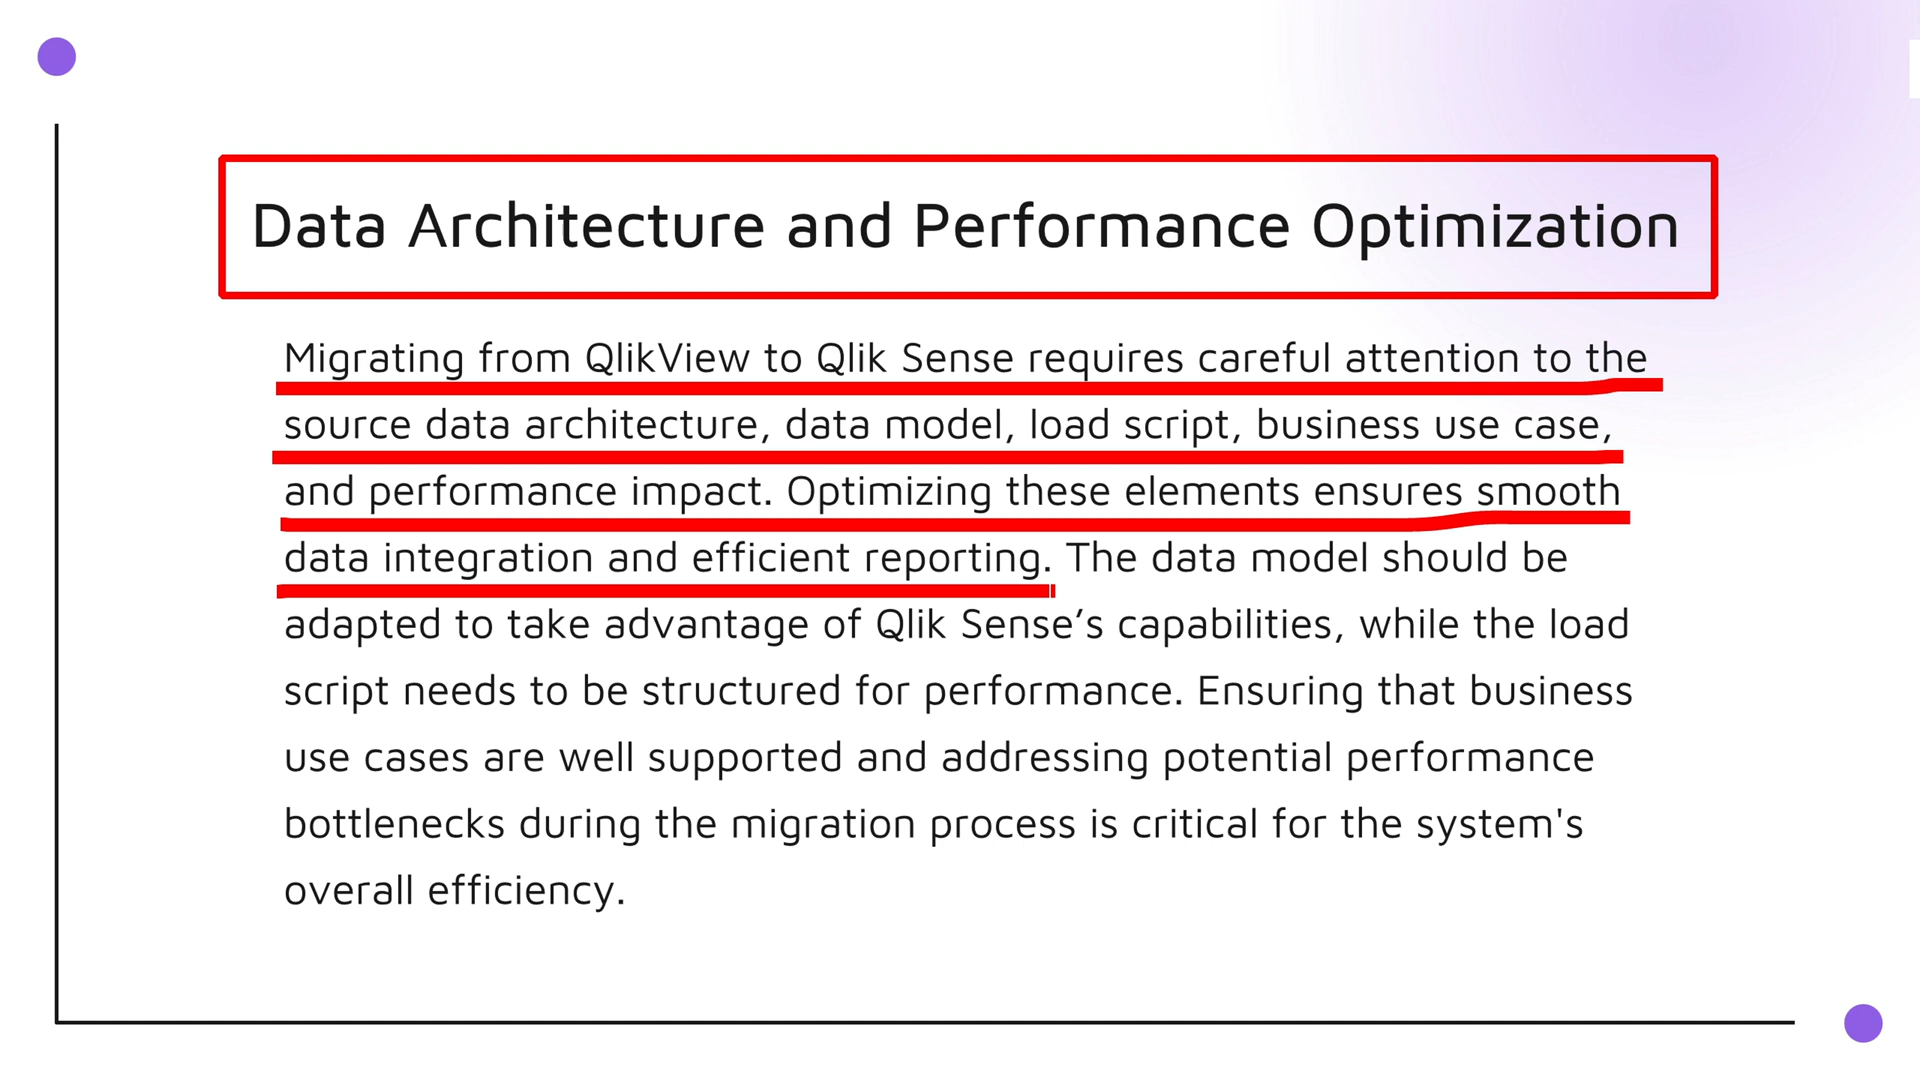 Data Architecture and Performance Optimization
Migrating from QlikView to Qlik Sense requires careful attention to the
source data architecture, data model, load script, business use case,
and performance impact. Optimizing these elements ensures smooth
data integration and efficient reporting. The data model should be
adapted to take advantage of Qlik Sense’s capabilities, while the load
script needs to be structured for performance. Ensuring that business
use cases are well supported and addressing potential performance
bottlenecks during the migration process is critical for the system's
overall efficiency.